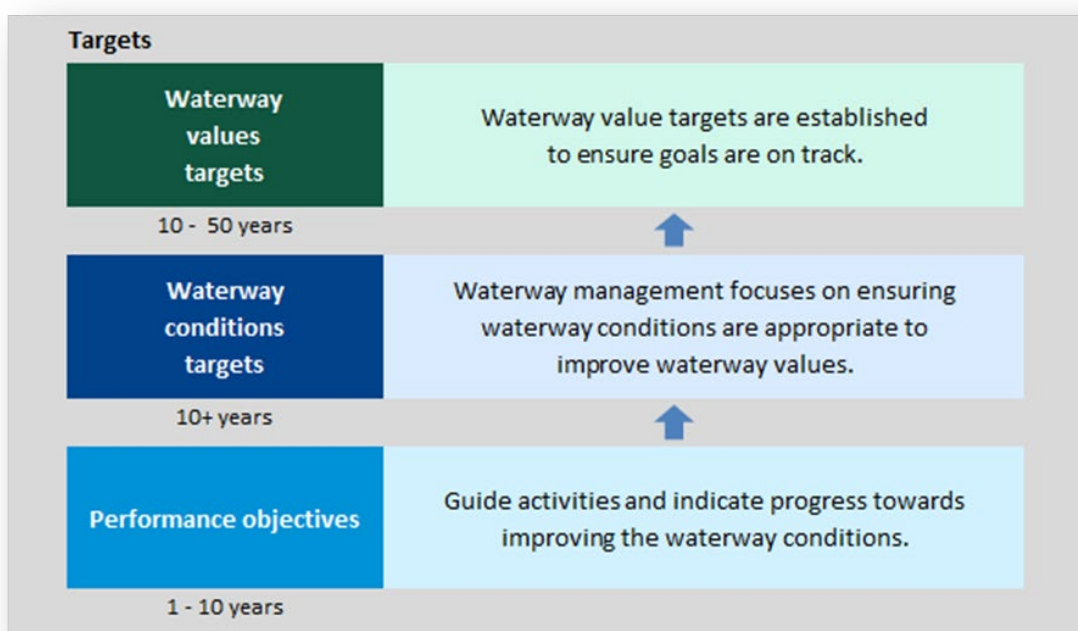 Targets
Waterway
values
targets
Waterway value targets are established
to ensure goals are on track.
10 - 50 years
Waterway
conditions
targets
Waterway management focuses on ensuring
waterway conditions are appropriate to
improve waterway values.
10+ years
Performance objectives
Guide activities and indicate progress towards
improving the waterway conditions.
1 - 10 years